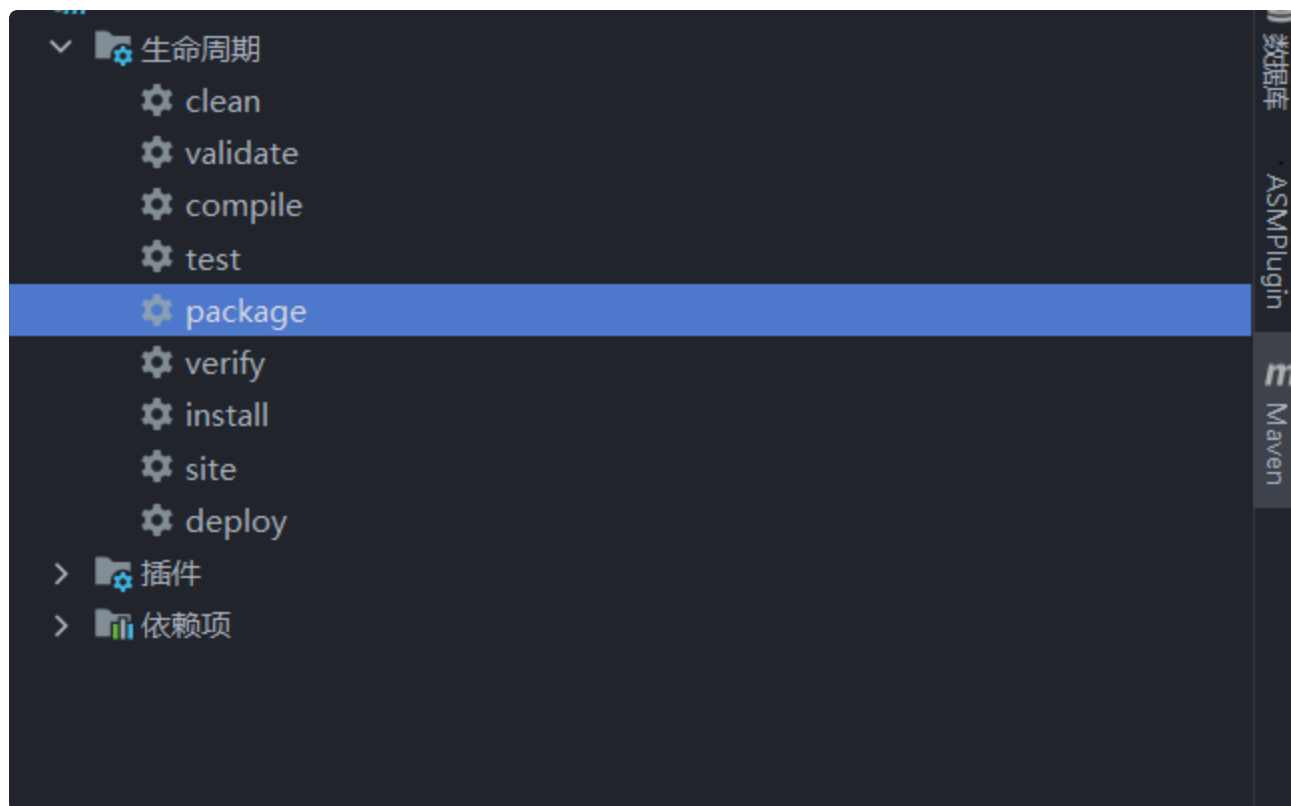 生命周期
clean
validate
compile
test
package
verify
install
site
deploy
插件
依赖项
数据库
ASMPlugin
m Maven